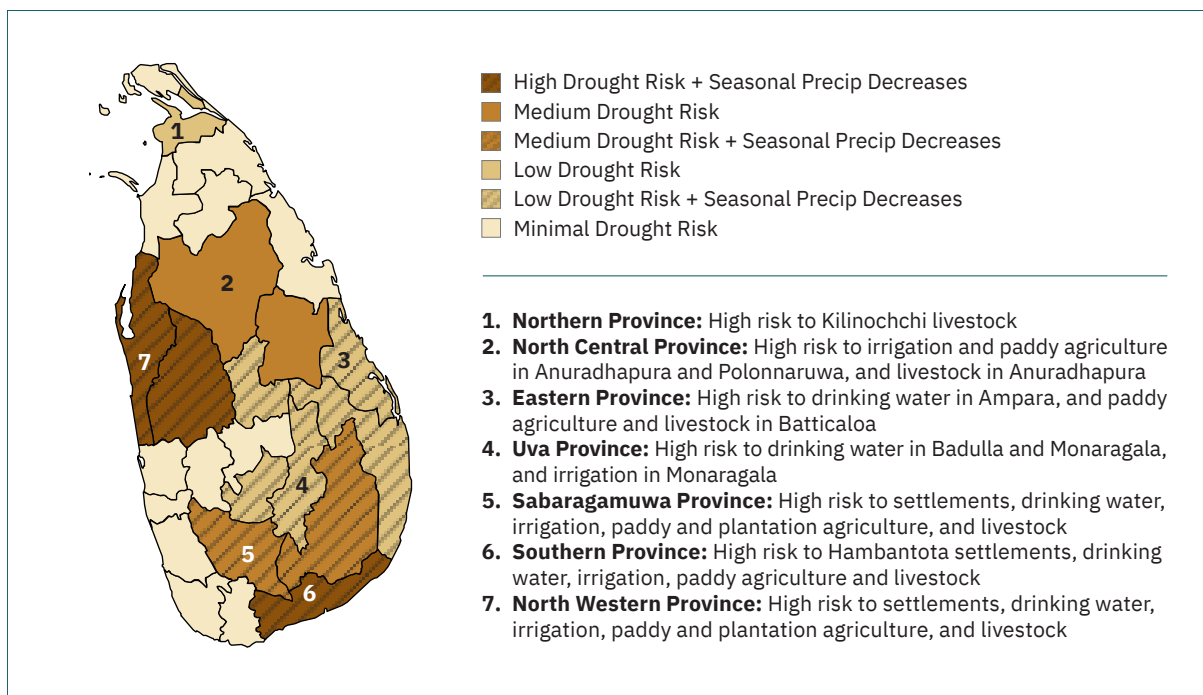 High Drought Risk + Seasonal Precip Decreases
Medium Drought Risk
Medium Drought Risk + Seasonal Precip Decreases
Low Drought Risk
Low Drought Risk + Seasonal Precip Decreases
Minimal Drought Risk
1
2
3
7
4
5
6
1. Northern Province: High risk to Kilinochchi livestock
2. North Central Province: High risk to irrigation and paddy agriculture
in Anuradhapura and Polonnaruwa, and livestock in Anuradhapura
3. Eastern Province: High risk to drinking water in Ampara, and paddy
agriculture and livestock in Batticaloa
4. Uva Province: High risk to drinking water in Badulla and Monaragala,
and irrigation in Monaragala
5. Sabaragamuwa Province: High risk to settlements, drinking water,
irrigation, paddy and plantation agriculture, and livestock
6. Southern Province: High risk to Hambantota settlements, drinking
water, irrigation, paddy agriculture and livestock
7. North Western Province: High risk to settlements, drinking water,
irrigation, paddy and plantation agriculture, and livestock